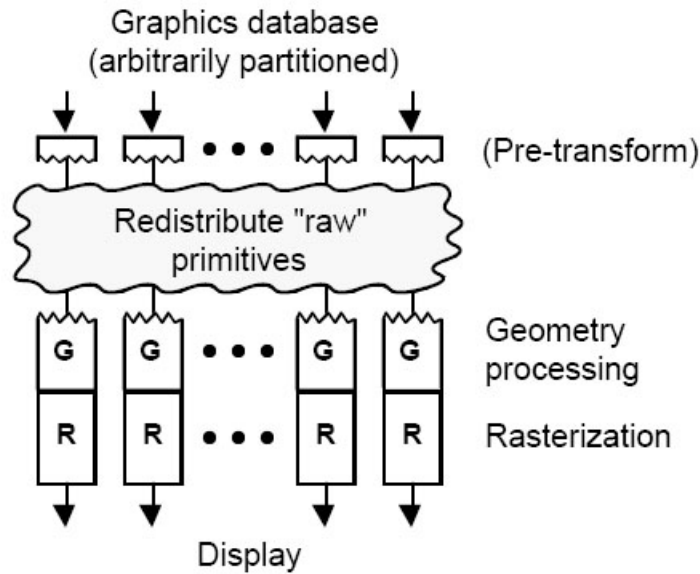 Graphics database
(arbitrarily partitioned)
(Pre-transform)
Redistribute "raw"
primitives
G G G G
Geometry
processing
R R R R
Rasterization
Display